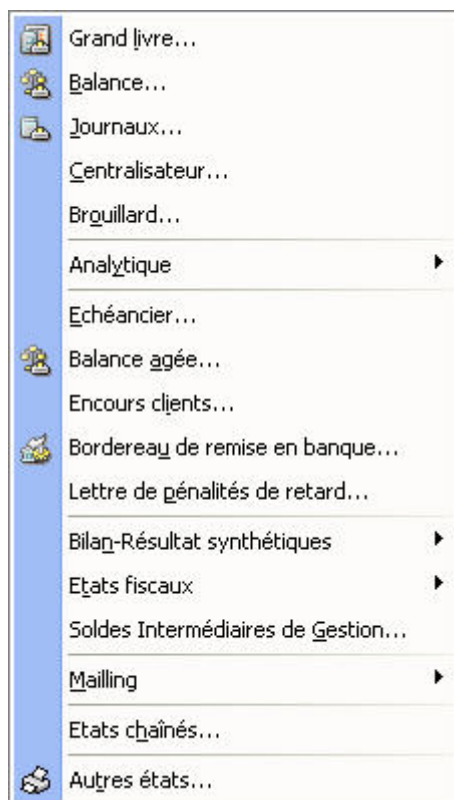 Grand livre...
Balance...
Journaux...
Centralisateur...
Brouillard...
Analytique
Echéancier...
Balance agée...
Encours clients...
Bordereau de remise en banque...
Lettre de pénalités de retard...
Bilan-Résultat synthétiques
Etats fiscaux
Soldes Intermédiaires de Gestion...
Mailling
Etats chaînés...
Autres états...